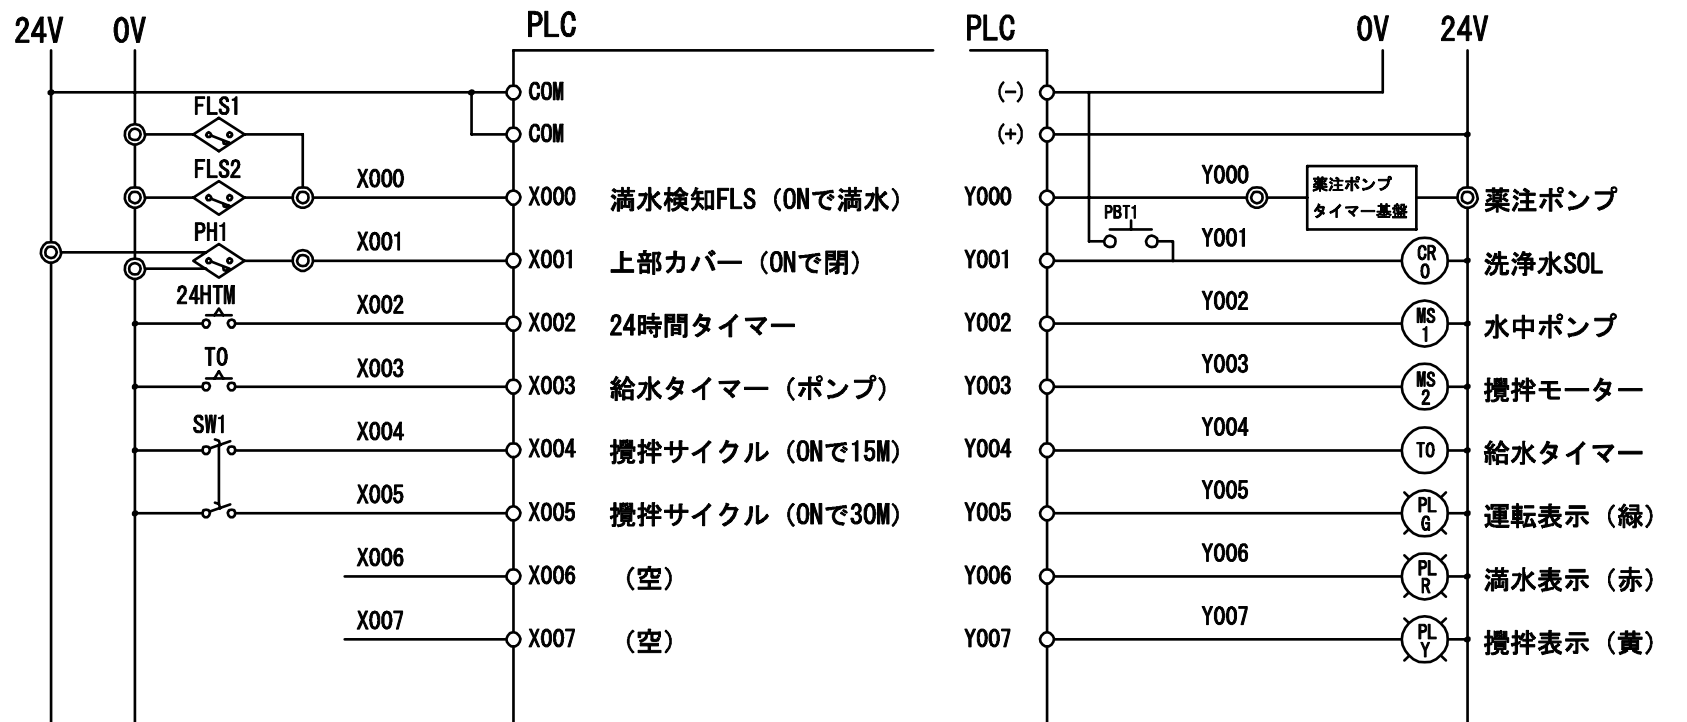 24V 0V PLC PLC 0V 24V
COM (-)
FLS1
COM (+)
FLS2 X000 X000 満水検知FLS（ONで満水） Y000 Y000 薬注ポンプ
タイマー基盤 薬注ポンプ
PH1 X001 X001 上部カバー（ONで閉） Y001 PBT1 Y001 CR
0 洗浄水SOL
24HTM X002 X002 24時間タイマー Y002 Y002 MS
1 水中ポンプ
T0 X003 X003 給水タイマー（ポンプ） Y003 Y003 MS
2 攪拌モーター
SW1 X004 X004 攪拌サイクル（ONで15M） Y004 Y004 T0 給水タイマー
X005 X005 攪拌サイクル（ONで30M） Y005 Y005 PL
G 運転表示（緑）
X006 X006 （空） Y006 Y006 PL
R 満水表示（赤）
X007 X007 （空） Y007 Y007 PL
Y 攪拌表示（黄）